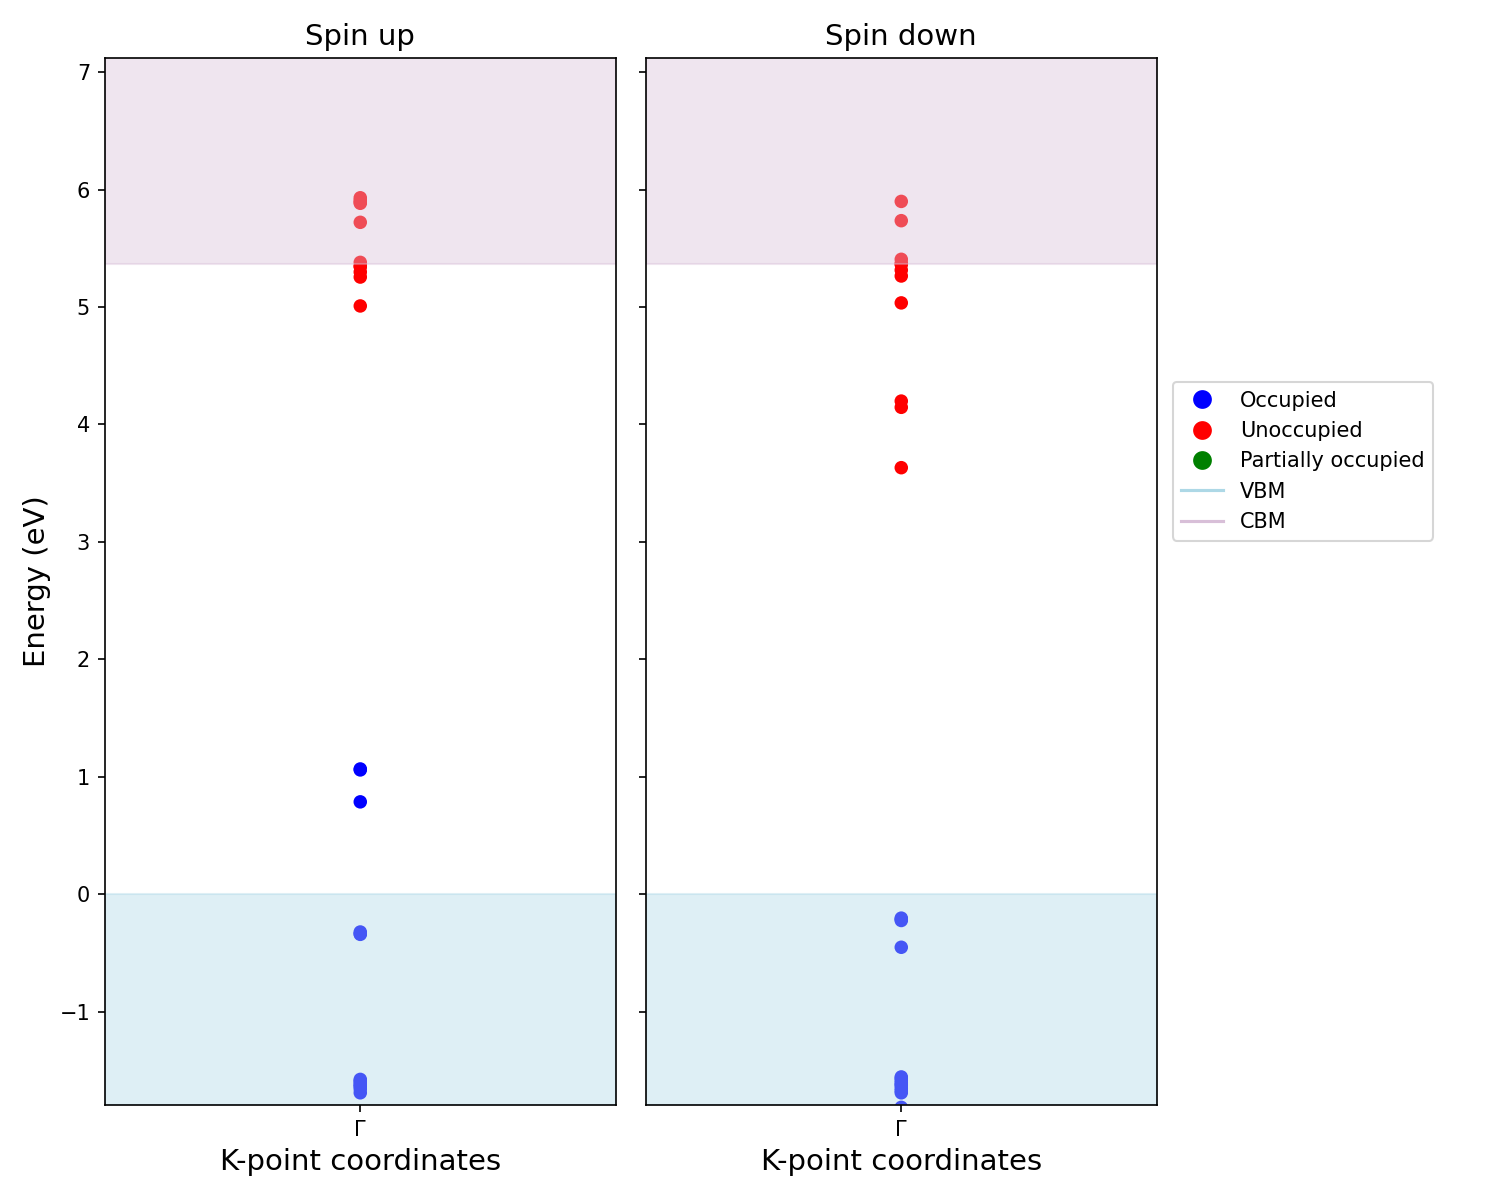 Spin up
Spin down
7
6
5
4
3
2
1
0
−1
Energy (eV)
Γ
Γ
K-point coordinates
K-point coordinates
Occupied
Unoccupied
Partially occupied
VBM
CBM